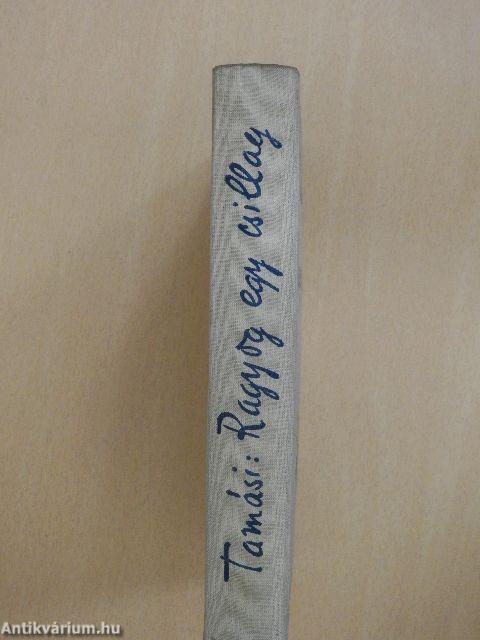 Tamási: Ragyog egy csillag
Antikvárium.hu